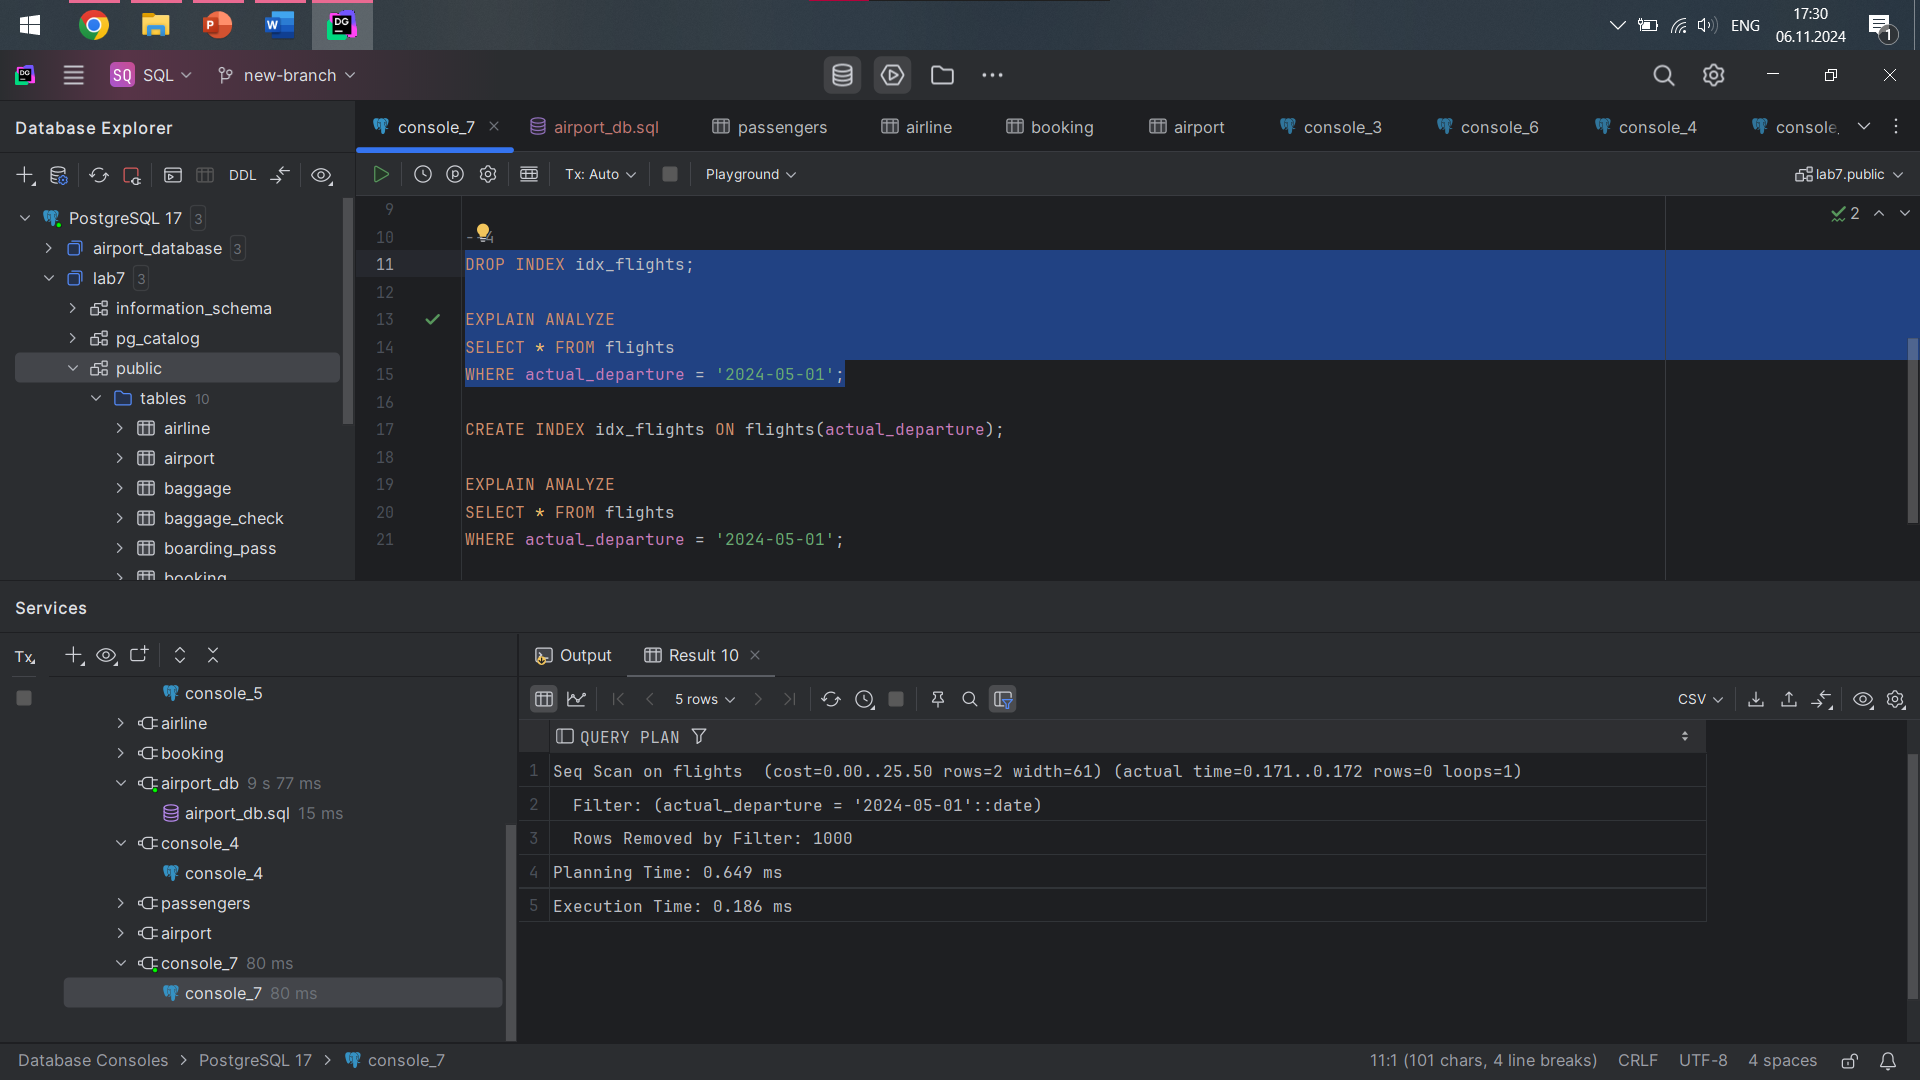 ENG
17:30
06.11.2024
1
SQ SQL
new-branch
Database Explorer
console_7
airport_db.sql
passengers
airline
booking
airport
console_3
console_6
console_4
console_
DDL
Tx: Auto
Playground
lab7.public
PostgreSQL 17 3
airport_database 3
lab7 3
information_schema
pg_catalog
public
tables 10
airline
airport
baggage
baggage_check
boarding_pass
booking
2
9
10
11 DROP INDEX idx_flights;
12
13 EXPLAIN ANALYZE
14 SELECT * FROM flights
15 WHERE actual_departure = '2024-05-01';
16
17 CREATE INDEX idx_flights ON flights(actual_departure);
18
19 EXPLAIN ANALYZE
20 SELECT * FROM flights
21 WHERE actual_departure = '2024-05-01';
Services
Tx
console_5
airline
booking
airport_db 9 s 77 ms
airport_db.sql 15 ms
console_4
console_4
passengers
airport
console_7 80 ms
console_7 80 ms
Output
Result 10
5 rows
CSV
QUERY PLAN
1 Seq Scan on flights (cost=0.00..25.50 rows=2 width=61) (actual time=0.171..0.172 rows=0 loops=1)
2 Filter: (actual_departure = '2024-05-01'::date)
3 Rows Removed by Filter: 1000
4 Planning Time: 0.649 ms
5 Execution Time: 0.186 ms
Database Consoles > PostgreSQL 17 > console_7
11:1 (101 chars, 4 line breaks)
CRLF
UTF-8
4 spaces